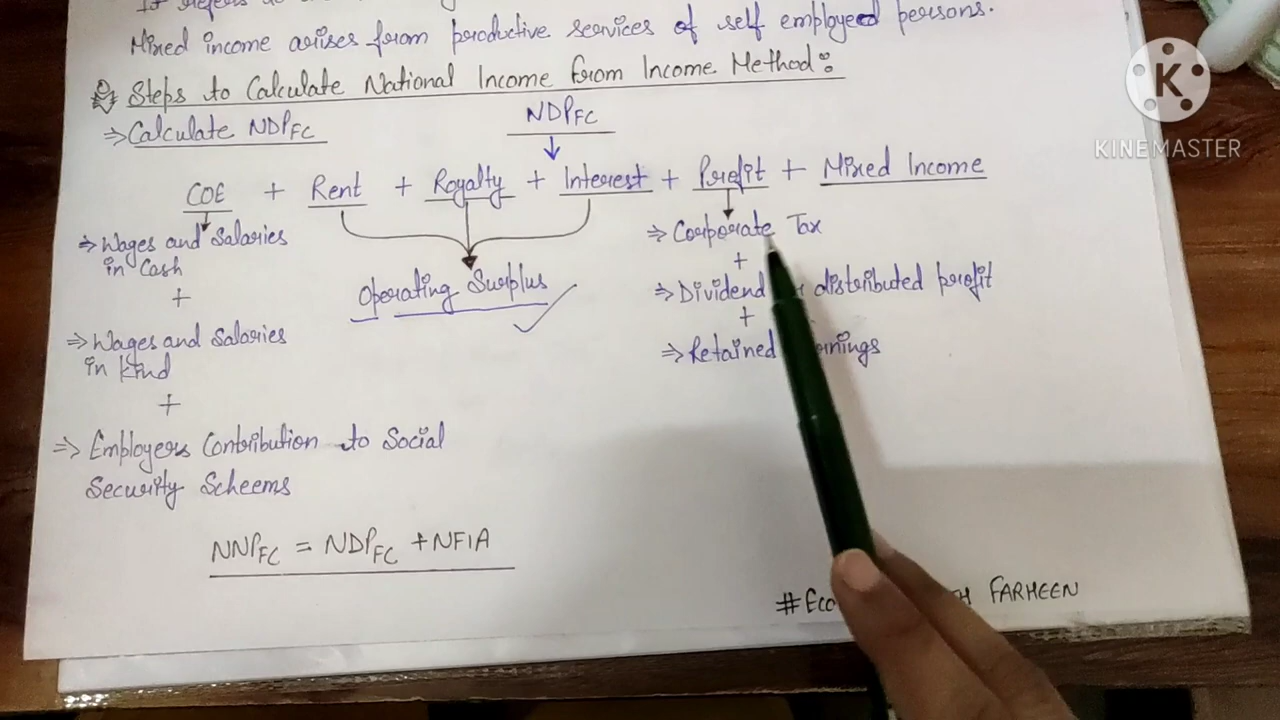 Mixed income arises from productive services of self employeed persons.
Steps to Calculate National Income from Income Method:
⇒ Calculate NDPFC
NDPFC
COE + Rent + Royalty + Interest + Profit + Mixed Income
⇒ Wages and Salaries
in Cash
+
⇒ Wages and Salaries
in Kind
+
⇒ Employers Contribution to Social
Security Scheems
Operating Surplus
⇒ Corporate Tax
+
⇒ Dividend distributed profit
+
⇒ Retained
NNPFC = NDPFC + NFIA
FARHEEN
K
KINEMASTER